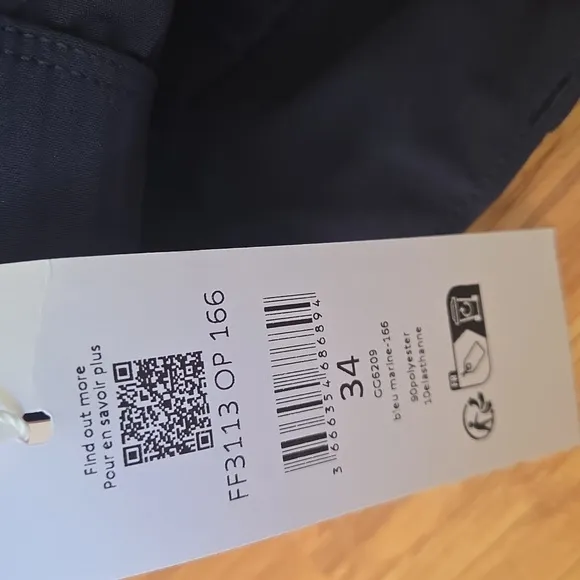 Find out more
Pour en savoir plus
FF3113 OP 166
3 666354 686894
34
CC6209
bleu marine-166
90polyester
10elasthanne